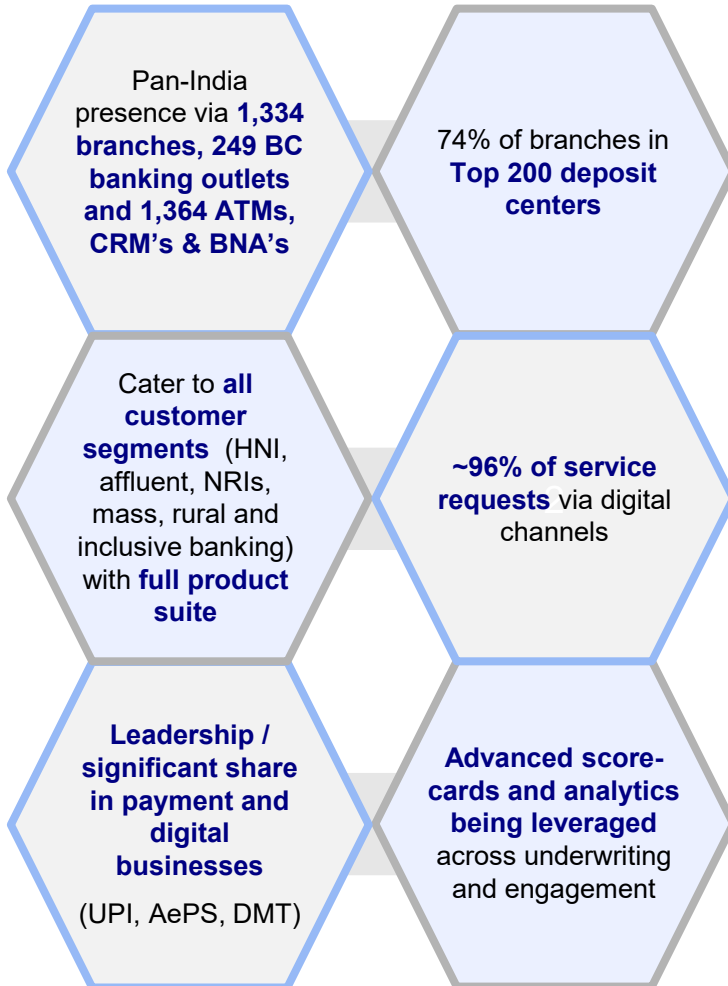 Pan-India
presence via 1,334
branches, 249 BC
banking outlets
and 1,364 ATMs,
CRM's & BNA's
74% of branches in
Top 200 deposit
centers
Cater to all
customer
segments (HNI,
affluent, NRIs,
mass, rural and
inclusive banking)
with full product
suite
~96% of service
requests via digital
channels
Leadership /
significant share
in payment and
digital
businesses
(UPI, AePS, DMT)
Advanced score-
cards and analytics
being leveraged
across underwriting
and engagement